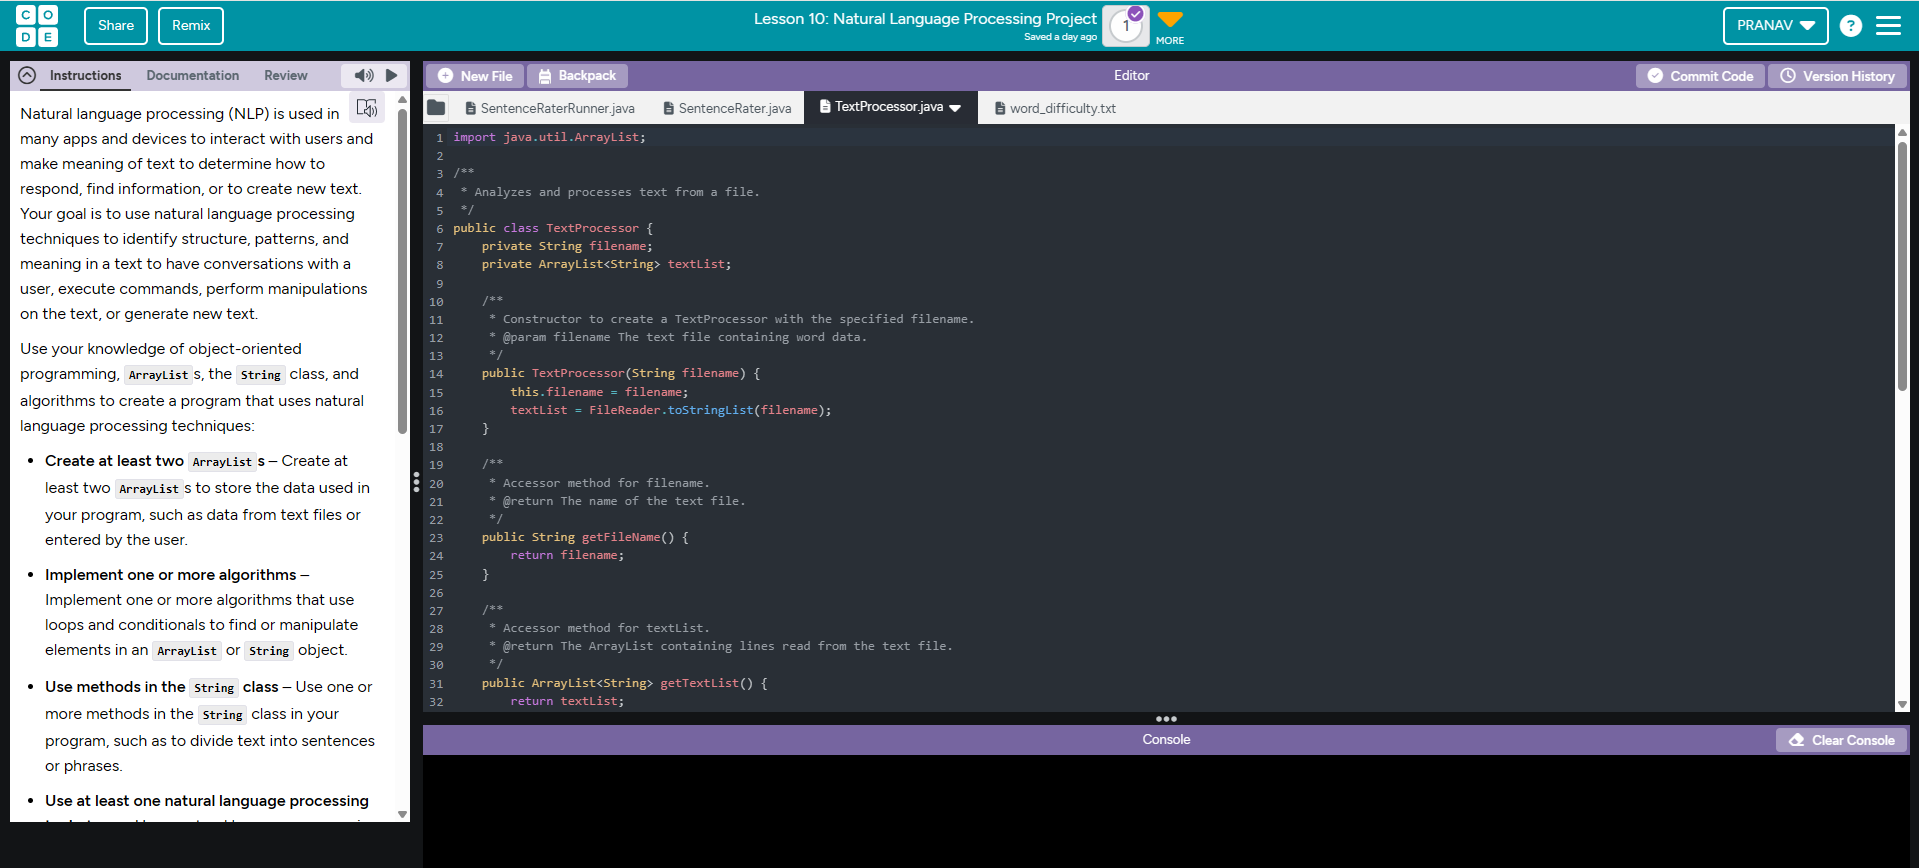 CODE
Share
Remix
Lesson 10: Natural Language Processing Project
Saved a day ago
1
MORE
PRANAV
?
Instructions
Documentation
Review
Natural language processing (NLP) is used in
many apps and devices to interact with users and
make meaning of text to determine how to
respond, find information, or to create new text.
Your goal is to use natural language processing
techniques to identify structure, patterns, and
meaning in a text to have conversations with a
user, execute commands, perform manipulations
on the text, or generate new text.
Use your knowledge of object-oriented
programming, ArrayList s, the String class, and
algorithms to create a program that uses natural
language processing techniques:
• Create at least two ArrayList s – Create at
least two ArrayList s to store the data used in
your program, such as data from text files or
entered by the user.
• Implement one or more algorithms –
Implement one or more algorithms that use
loops and conditionals to find or manipulate
elements in an ArrayList or String object.
• Use methods in the String class – Use one or
more methods in the String class in your
program, such as to divide text into sentences
or phrases.
• Use at least one natural language processing
New File
Backpack
Editor
Commit Code
Version History
SentenceRaterRunner.java
SentenceRater.java
TextProcessor.java
word_difficulty.txt
1 import java.util.ArrayList;
2
3 /**
4 * Analyzes and processes text from a file.
5 */
6 public class TextProcessor {
7 private String filename;
8 private ArrayList<String> textList;
9
10 /**
11 * Constructor to create a TextProcessor with the specified filename.
12 * @param filename The text file containing word data.
13 */
14 public TextProcessor(String filename) {
15 this.filename = filename;
16 textList = FileReader.toStringList(filename);
17 }
18
19 /**
20 * Accessor method for filename.
21 * @return The name of the text file.
22 */
23 public String getFileName() {
24 return filename;
25 }
26
27 /**
28 * Accessor method for textList.
29 * @return The ArrayList containing lines read from the text file.
30 */
31 public ArrayList<String> getTextList() {
32 return textList;
Console
Clear Console